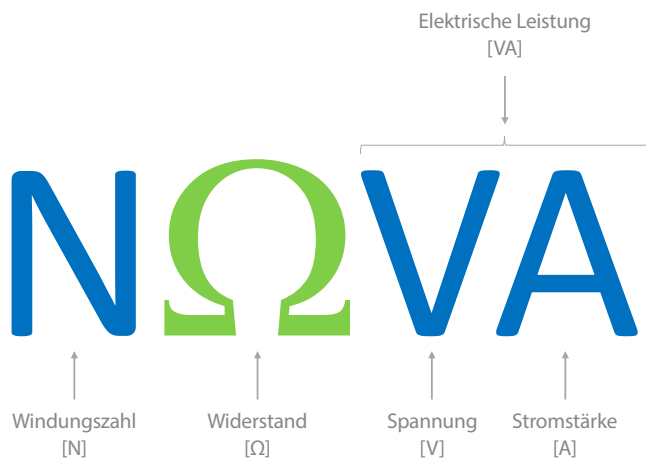 Elektrische Leistung
[VA]
NΩVA
Windungszahl
[N]
Widerstand
[Ω]
Spannung
[V]
Stromstärke
[A]